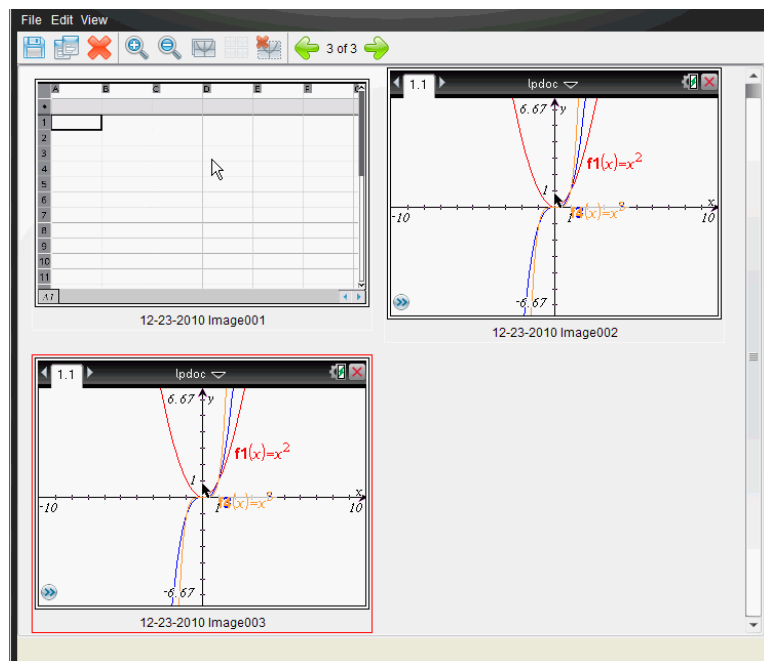 File Edit View
3 of 3
A B C D E F
1
2
3
4
5
6
7
8
9
10
11
A1
12-23-2010 Image001
1.1 lpdoc
6.67 y
f1(x)=x²
1
x
-10 1 10
-6.67
12-23-2010 Image002
1.1 lpdoc
6.67 y
f1(x)=x²
1
x
-10 1 10
-6.67
12-23-2010 Image003